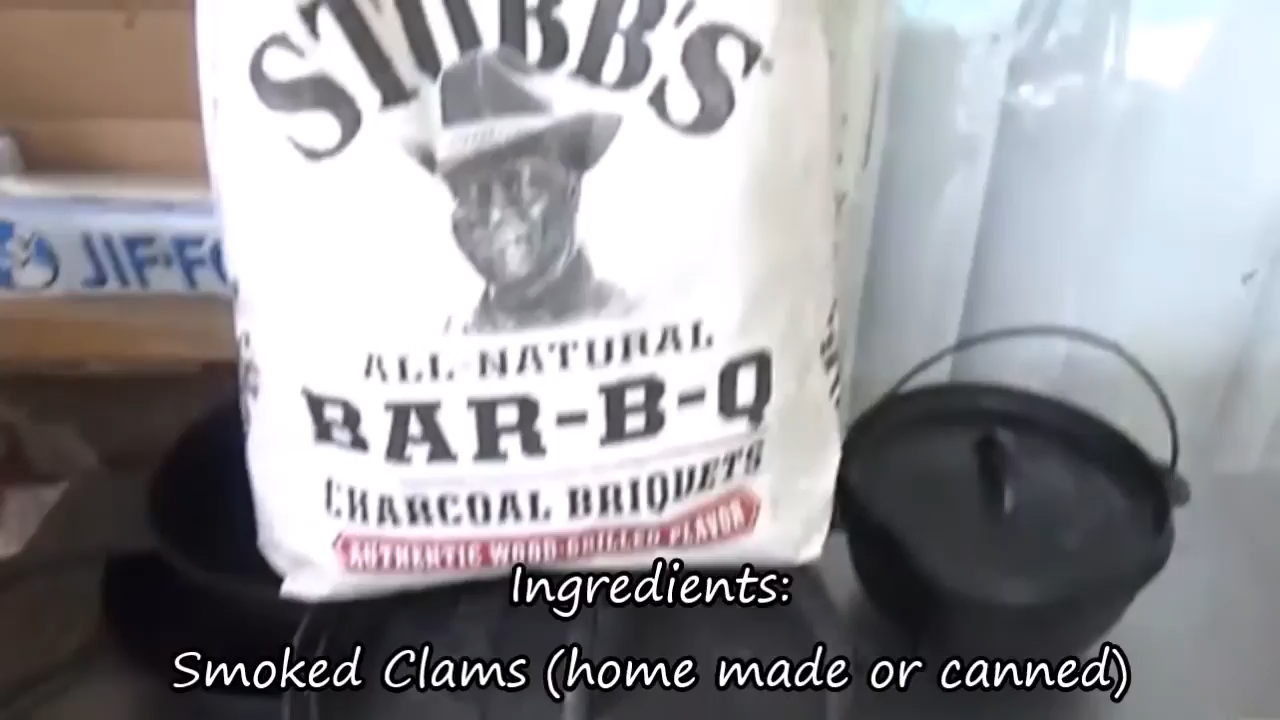 STUBB'S
JIF-FO
ALL-NATURAL
BAR-B-Q
CHARCOAL BRIQUETS
AUTHENTIC WOOD-GRILLED FLAVOR
Ingredients:
Smoked Clams (home made or canned)